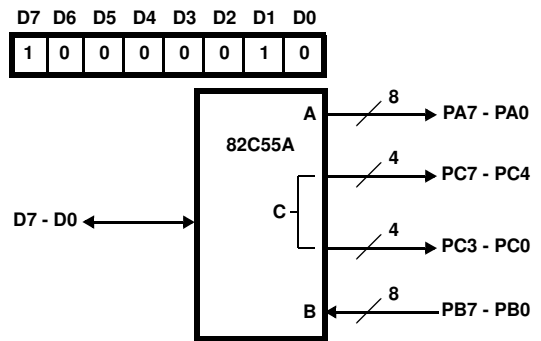 D7 D6 D5 D4 D3 D2 D1 D0
1 0 0 0 0 0 1 0
A
8
PA7 - PA0
82C55A
4
PC7 - PC4
C
D7 - D0
4
PC3 - PC0
B
8
PB7 - PB0